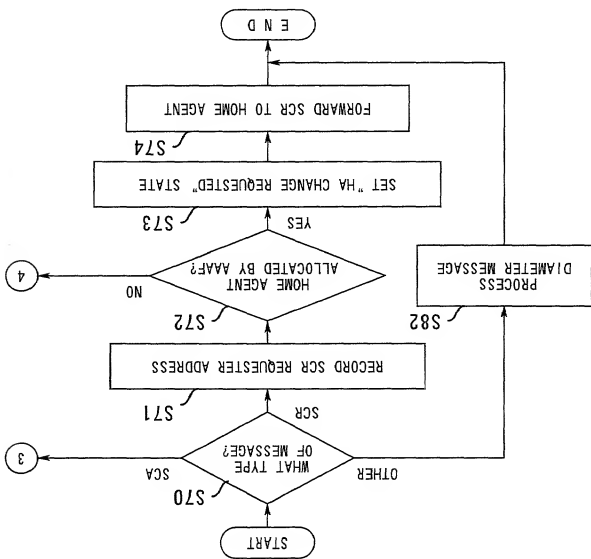 START
S70
WHAT TYPE
OF MESSAGE?
SCA
3
OTHER
SCR
S71
RECORD SCR REQUESTER ADDRESS
S72
HOME AGENT
ALLOCATED BY AAAF?
NO
4
YES
S82
PROCESS
DIAMETER MESSAGE
S73
SET "HA CHANGE REQUESTED" STATE
S74
FORWARD SCR TO HOME AGENT
END